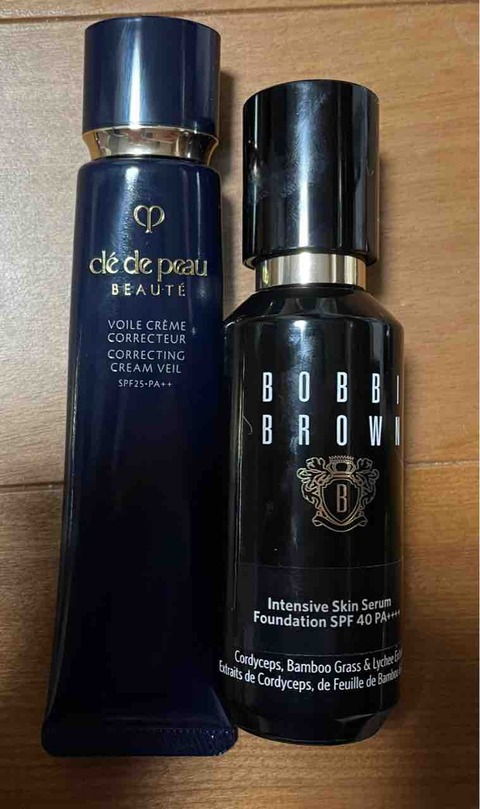 clé de peau
BEAUTÉ
VOILE CRÈME
CORRECTEUR
CORRECTING
CREAM VEIL
SPF25·PA++
BOBBI
BROWN
B
Intensive Skin Serum
Foundation SPF 40 PA++++
Cordyceps, Bamboo Grass & Lychee
Extraits de Cordyceps, de Feuille de Bambou